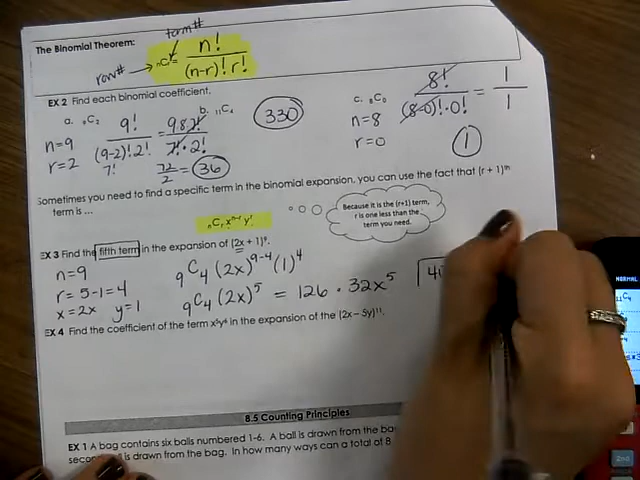 The Binomial Theorem:
term#
row#
nCr = n! / (n-r)! r!
EX 2 Find each binomial coefficient.
a. ₉C₂
n=9
r=2
9! / (9-2)! 2! = 9·8·7! / 7! · 2!
7!
72/2 = 36
b. ₁₁C₄
330
c. ₈C₀
n=8
r=0
8! / (8-0)! · 0! = 1 / 1
1
Sometimes you need to find a specific term in the binomial expansion, you can use the fact that (r + 1)ᵗʰ
term is ...
nCr xⁿ⁻ʳ yʳ
Because it is the (r+1) term,
r is one less than the
term you need.
EX 3 Find the fifth term in the expansion of (2x + 1)⁹.
n=9
r = 5-1=4
x = 2x y=1
₉C₄ (2x)⁹⁻⁴ (1)⁴
₉C₄ (2x)⁵ = 126 · 32x⁵
EX 4 Find the coefficient of the term x⁵y⁶ in the expansion of the (2x – 5y)¹¹.
8.5 Counting Principles
EX 1 A bag contains six balls numbered 1-6. A ball is drawn from the
is drawn from the bag. In how many ways can a total of 8
NORMAL
2nd